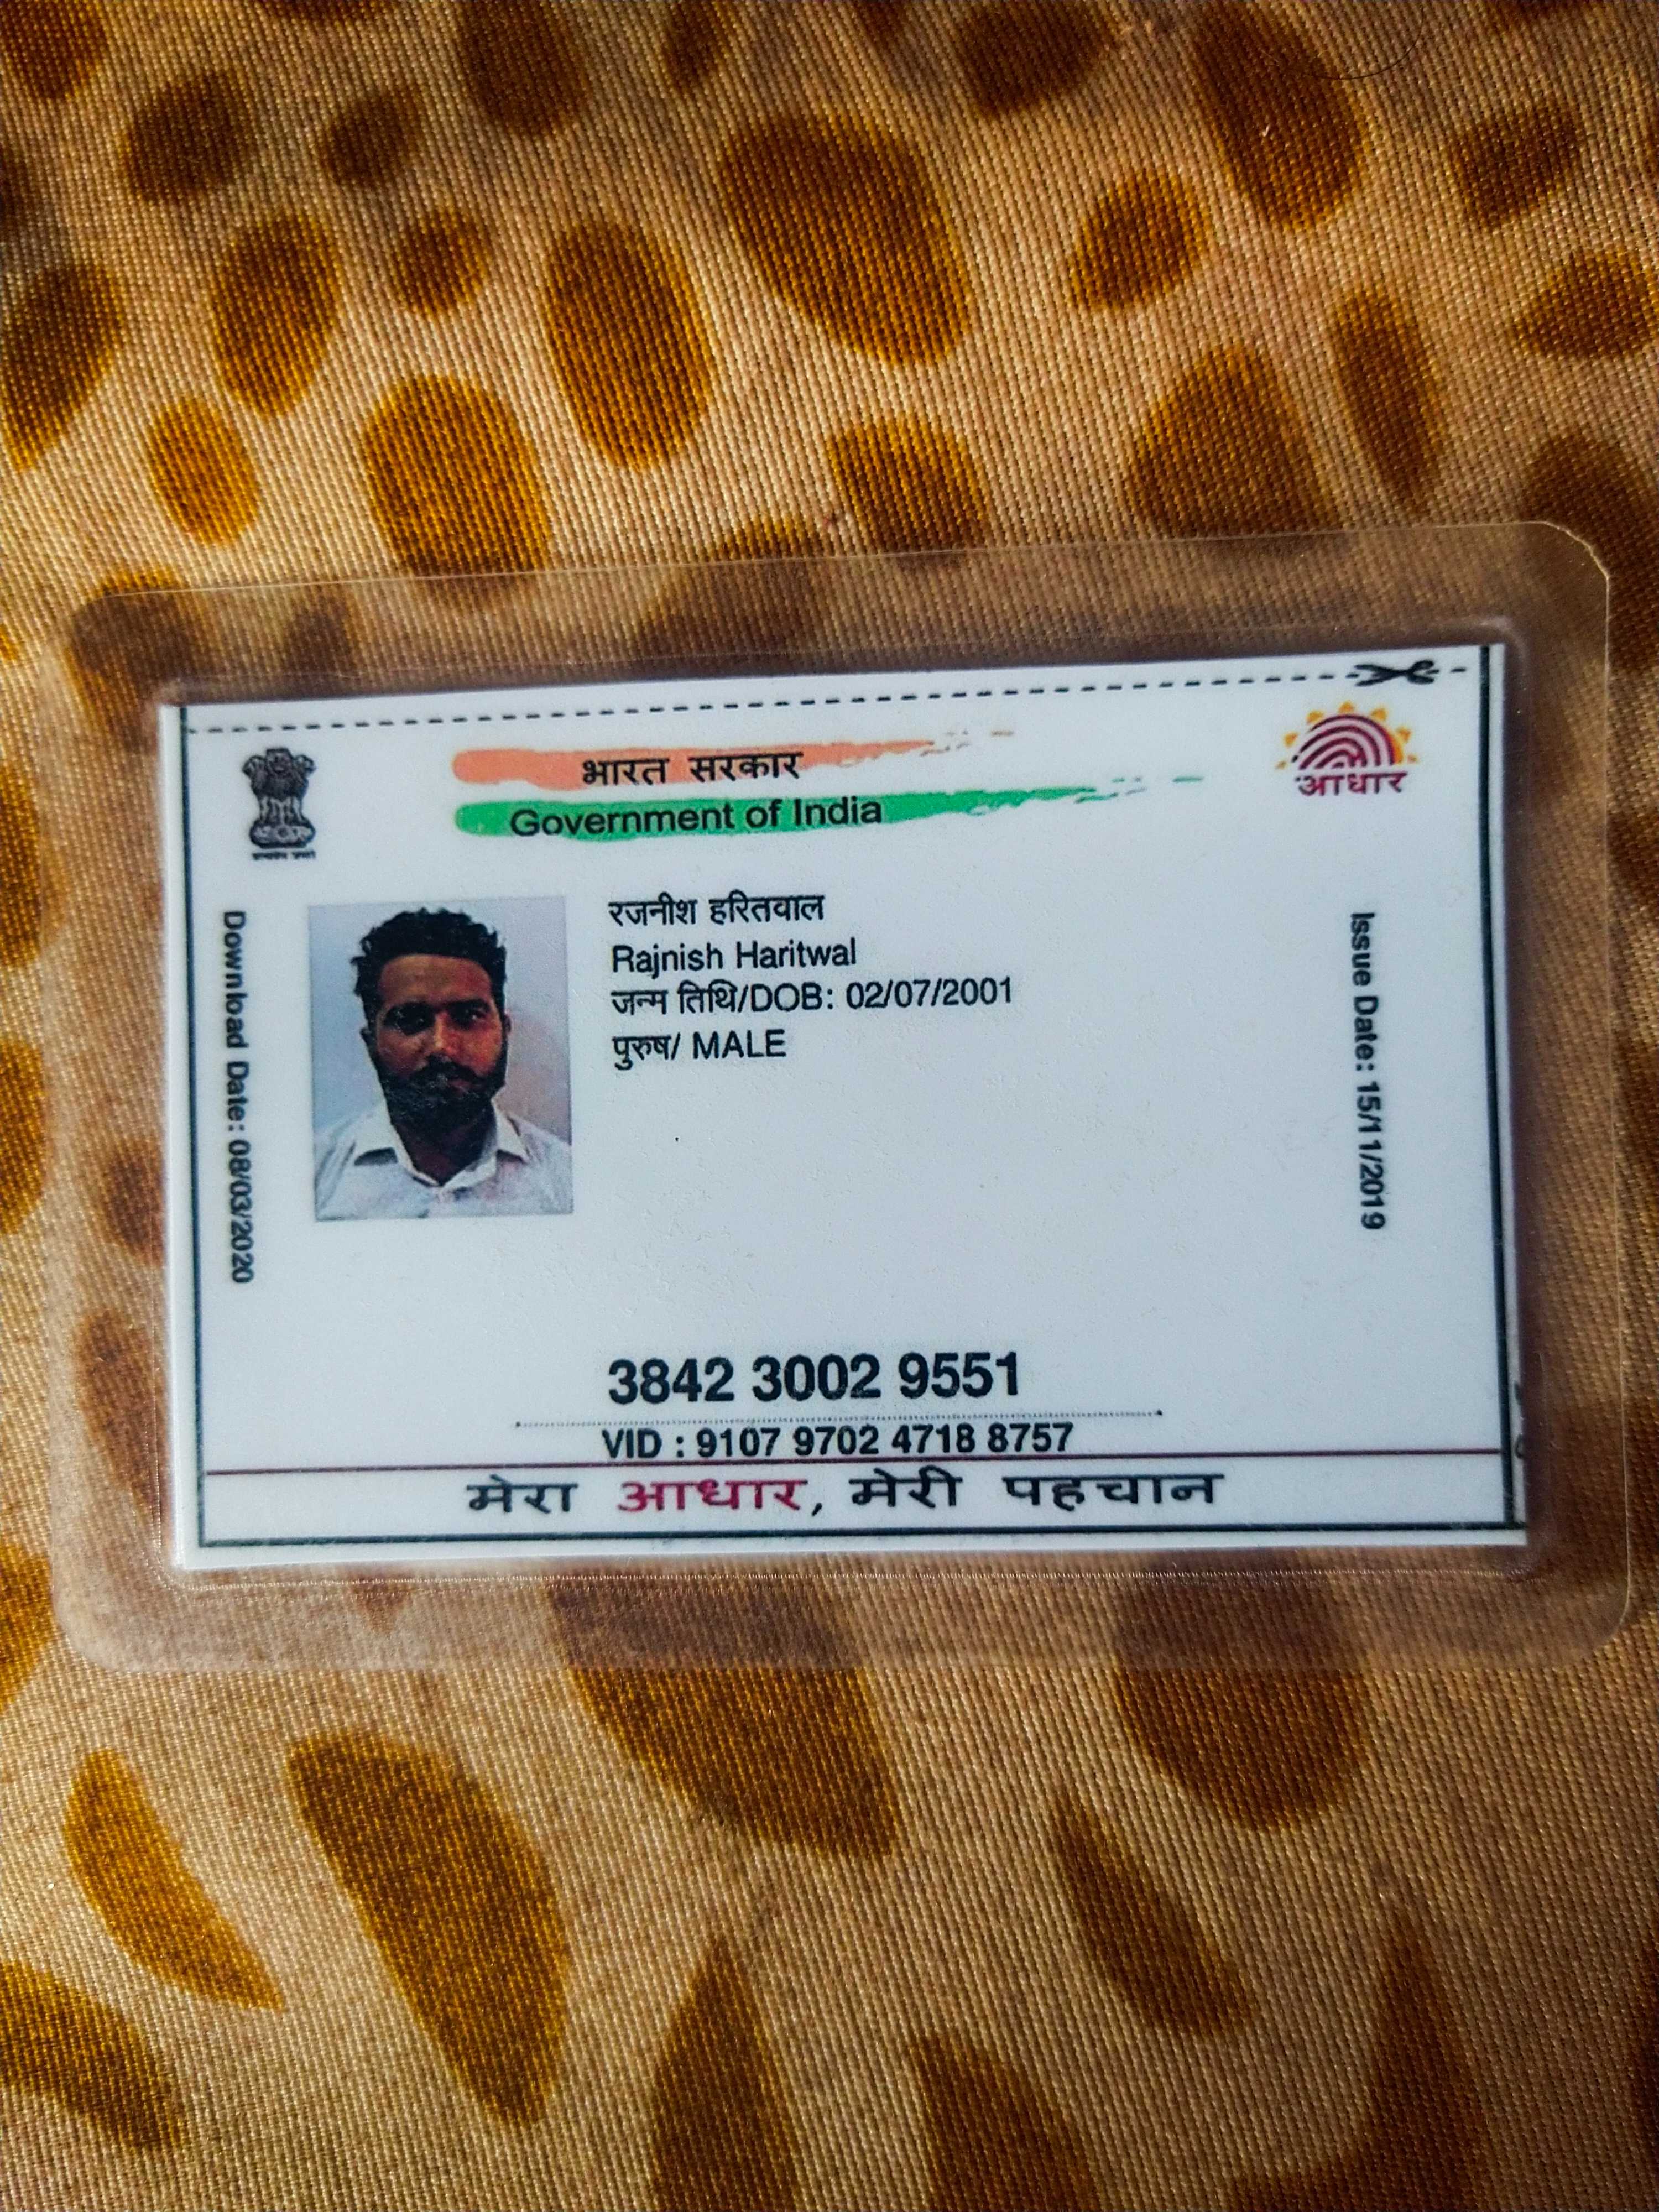 भारत सरकार
Government of India
आधार
रजनीश हरितवाल
Rajnish Haritwal
जन्म तिथि/DOB: 02/07/2001
पुरुष/ MALE
Download Date: 08/03/2020
Issue Date: 15/11/2019
3842 3002 9551
VID : 9107 9702 4718 8757
मेरा आधार, मेरी पहचान